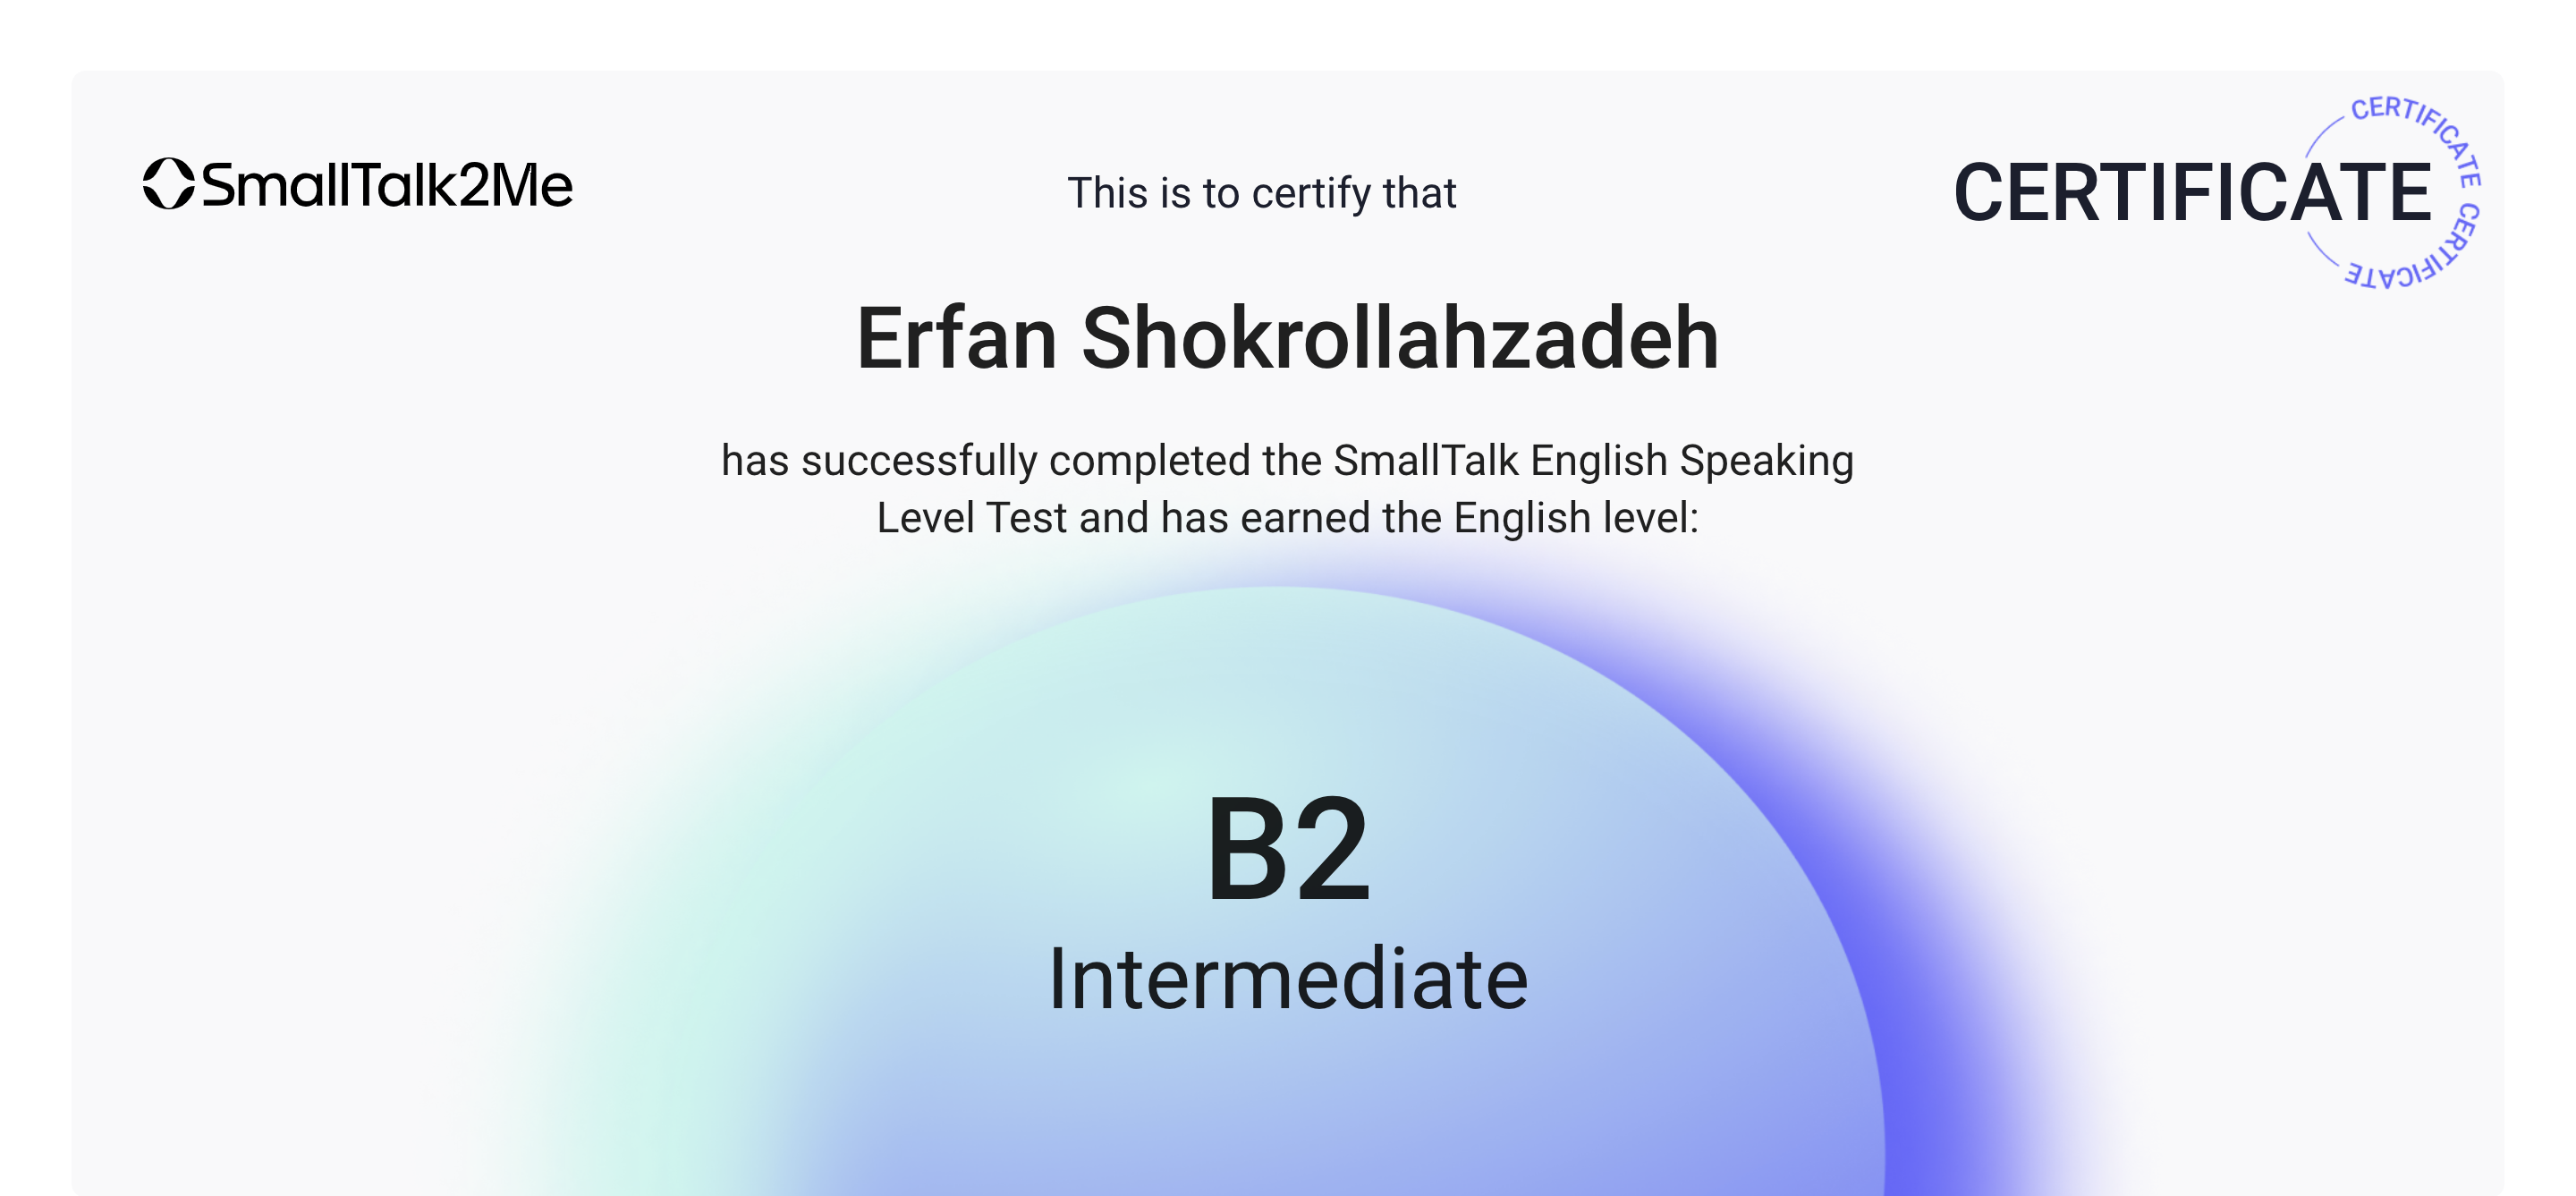 SmallTalk2Me
This is to certify that
CERTIFICATE
CERTIFICATE CERTIFICATE
Erfan Shokrollahzadeh
has successfully completed the SmallTalk English Speaking
Level Test and has earned the English level:
B2
Intermediate